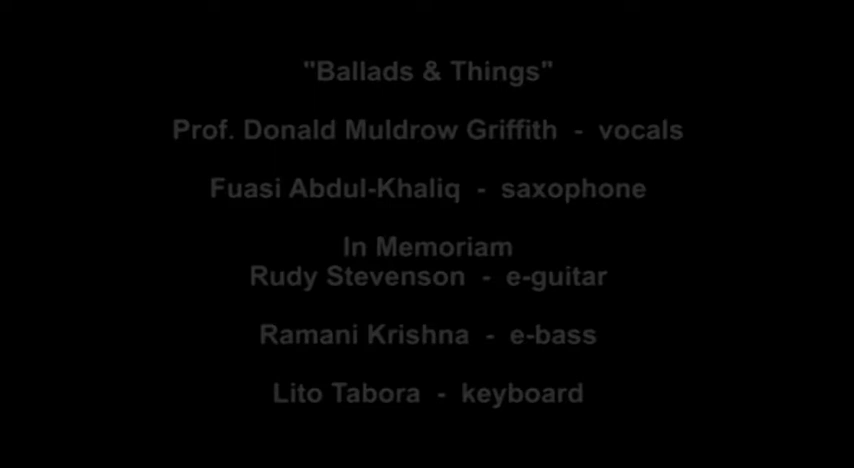 "Ballads & Things"
Prof. Donald Muldrow Griffith - vocals
Fuasi Abdul-Khaliq - saxophone
In Memoriam
Rudy Stevenson - e-guitar
Ramani Krishna - e-bass
Lito Tabora - keyboard